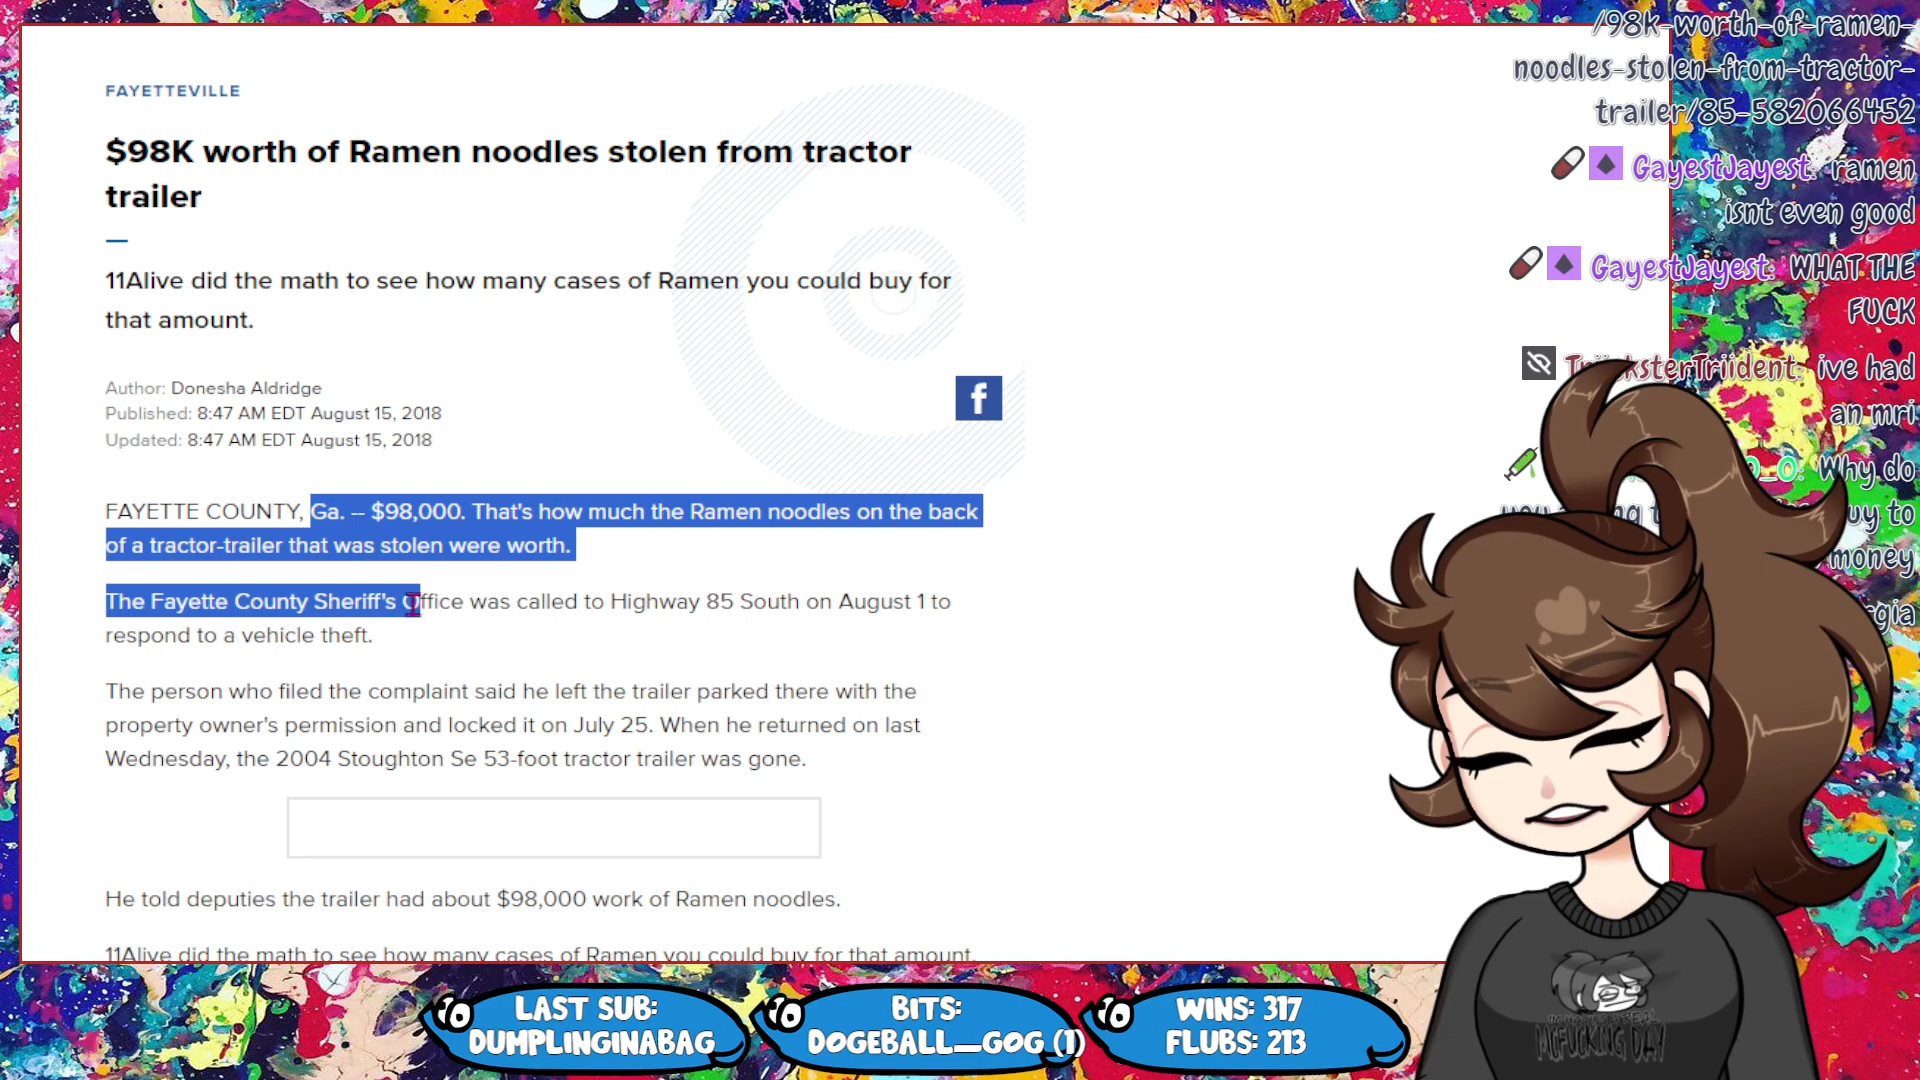 FAYETTEVILLE
$98K worth of Ramen noodles stolen from tractor
trailer
11Alive did the math to see how many cases of Ramen you could buy for
that amount.
Author: Donesha Aldridge
Published: 8:47 AM EDT August 15, 2018
Updated: 8:47 AM EDT August 15, 2018
f
FAYETTE COUNTY, Ga. -- $98,000. That's how much the Ramen noodles on the back
of a tractor-trailer that was stolen were worth.
The Fayette County Sheriff's Office was called to Highway 85 South on August 1 to
respond to a vehicle theft.
The person who filed the complaint said he left the trailer parked there with the
property owner's permission and locked it on July 25. When he returned on last
Wednesday, the 2004 Stoughton Se 53-foot tractor trailer was gone.
He told deputies the trailer had about $98,000 work of Ramen noodles.
11Alive did the math to see how many cases of Ramen you could buy for that amount.
/98k-worth-of-ramen-
noodles-stolen-from-tractor-
trailer/85-582066452
GayestJayest: ramen
isnt even good
GayestJayest: WHAT THE
FUCK
TriicksterTriident: ive had
an mri
Why do
money
LAST SUB:
DUMPLINGINABAG
BITS:
DOGEBALL_GOG (1)
WINS: 317
FLUBS: 213
MCFUCKING DAY